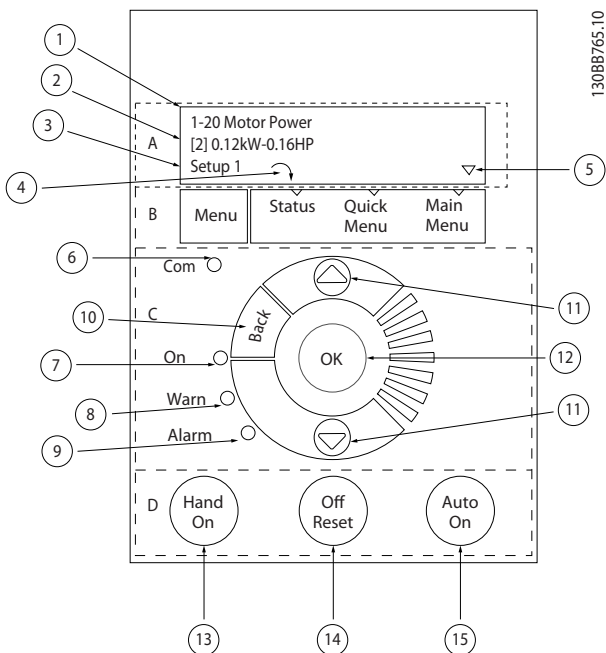 130BB765.10
1
2
3
4
5
A
1-20 Motor Power
[2] 0.12kW-0.16HP
Setup 1
B
Menu
Status
Quick
Menu
Main
Menu
6
Com
C
10
Back
11
7
On
OK
12
8
Warn
11
9
Alarm
D
Hand
On
Off
Reset
Auto
On
13
14
15